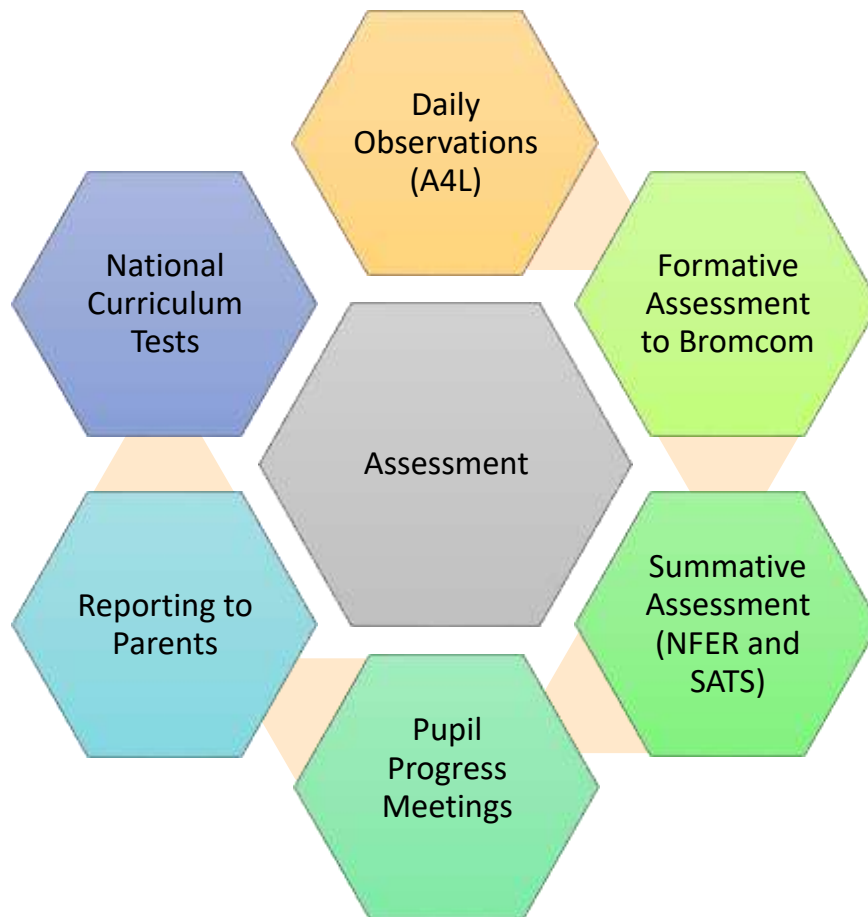 Daily
Observations
(A4L)
National
Curriculum
Tests
Formative
Assessment
to Bromcom
Assessment
Reporting to
Parents
Summative
Assessment
(NFER and
SATS)
Pupil
Progress
Meetings